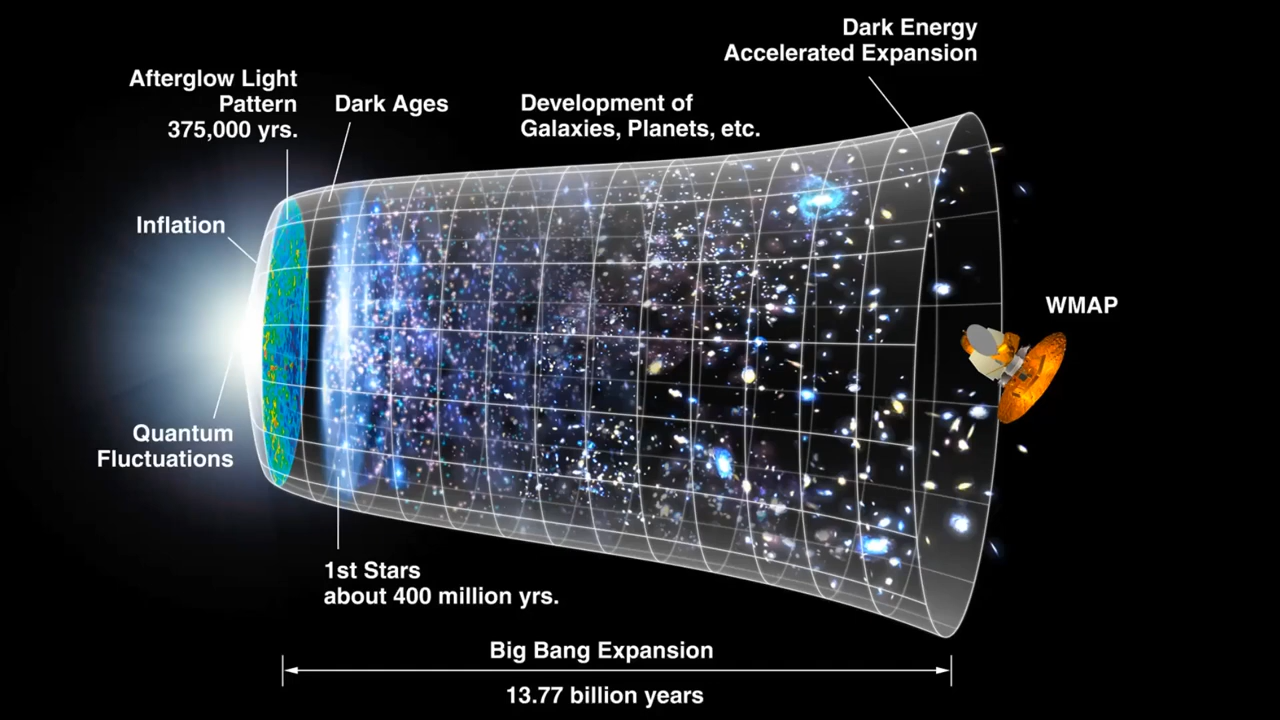 Dark Energy
Accelerated Expansion
Afterglow Light
Pattern
375,000 yrs.
Dark Ages
Development of
Galaxies, Planets, etc.
Inflation
WMAP
Quantum
Fluctuations
1st Stars
about 400 million yrs.
Big Bang Expansion
13.77 billion years